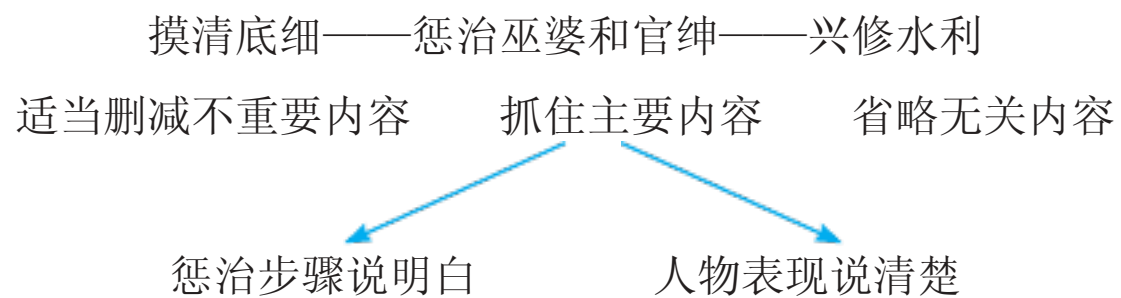 摸清底细——惩治巫婆和官绅——兴修水利
适当删减不重要内容 抓住主要内容 省略无关内容
惩治步骤说明白 人物表现说清楚